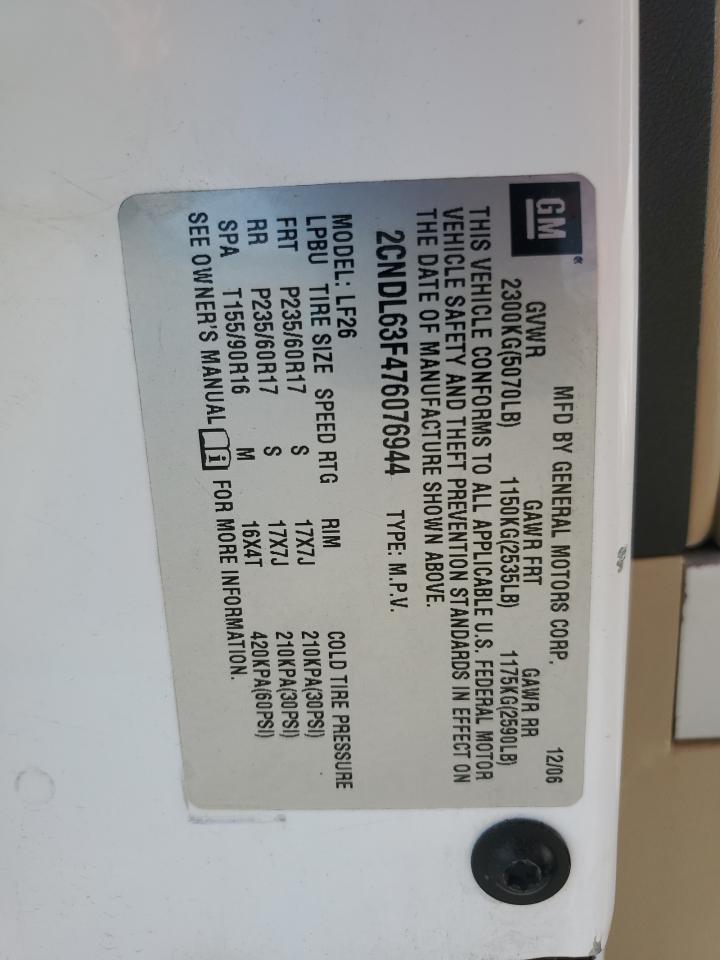 GM®
MFD BY GENERAL MOTORS CORP. 12/06
GVWR GAWR FRT GAWR RR
2300KG(5070LB) 1150KG(2535LB) 1175KG(2590LB)
THIS VEHICLE CONFORMS TO ALL APPLICABLE U.S. FEDERAL MOTOR
VEHICLE SAFETY AND THEFT PREVENTION STANDARDS IN EFFECT ON
THE DATE OF MANUFACTURE SHOWN ABOVE.
2CNDL63F476076944 TYPE: M.P.V.
MODEL: LF26
LPBU TIRE SIZE SPEED RTG RIM COLD TIRE PRESSURE
FRT P235/60R17 S 17X7J 210KPA(30PSI)
RR P235/60R17 S 17X7J 210KPA(30PSI)
SPA T155/90R16 M 16X4T 420KPA(60PSI)
SEE OWNER'S MANUAL i FOR MORE INFORMATION.